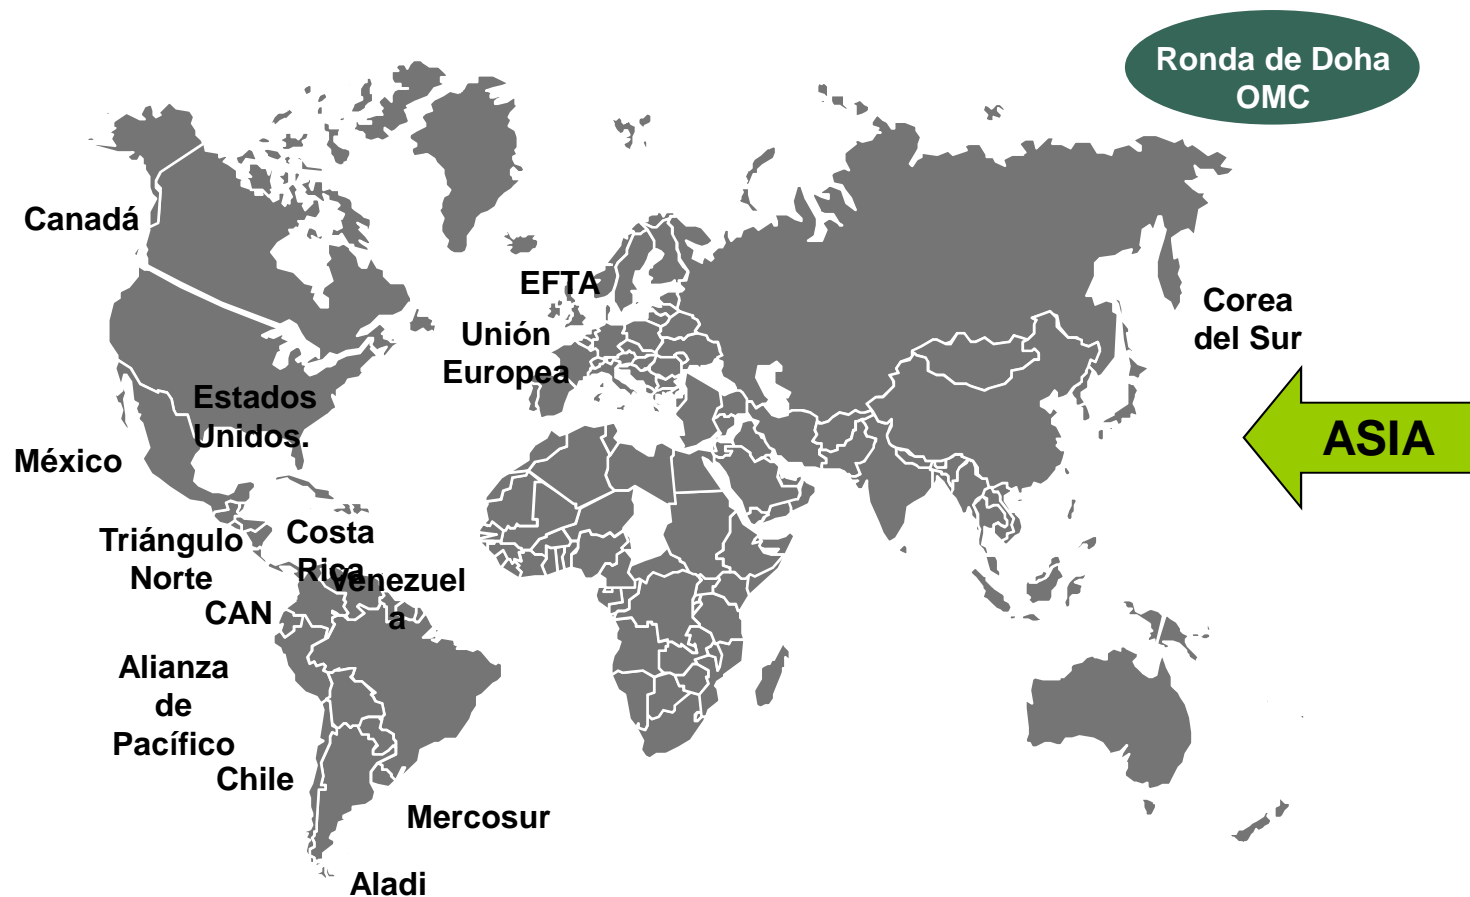 Ronda de Doha
OMC
Canadá
EFTA
Corea
del Sur
Unión
Europea
Estados
Unidos.
ASIA
México
Costa
Rica
Triángulo
Norte
Venezuel
a
CAN
Alianza
de
Pacífico
Chile
Mercosur
Aladi